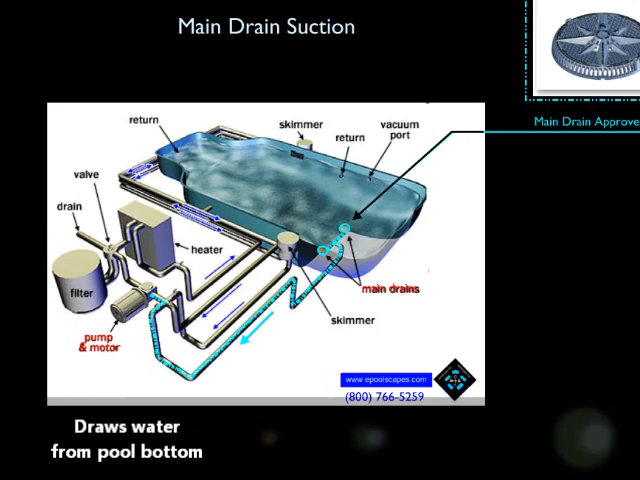 Main Drain Suction
Main Drain Approve
return
skimmer
return
vacuum
port
valve
drain
heater
filter
main drains
skimmer
pump
& motor
www.epoolscapes.com
(800) 766-5259
Draws water
from pool bottom